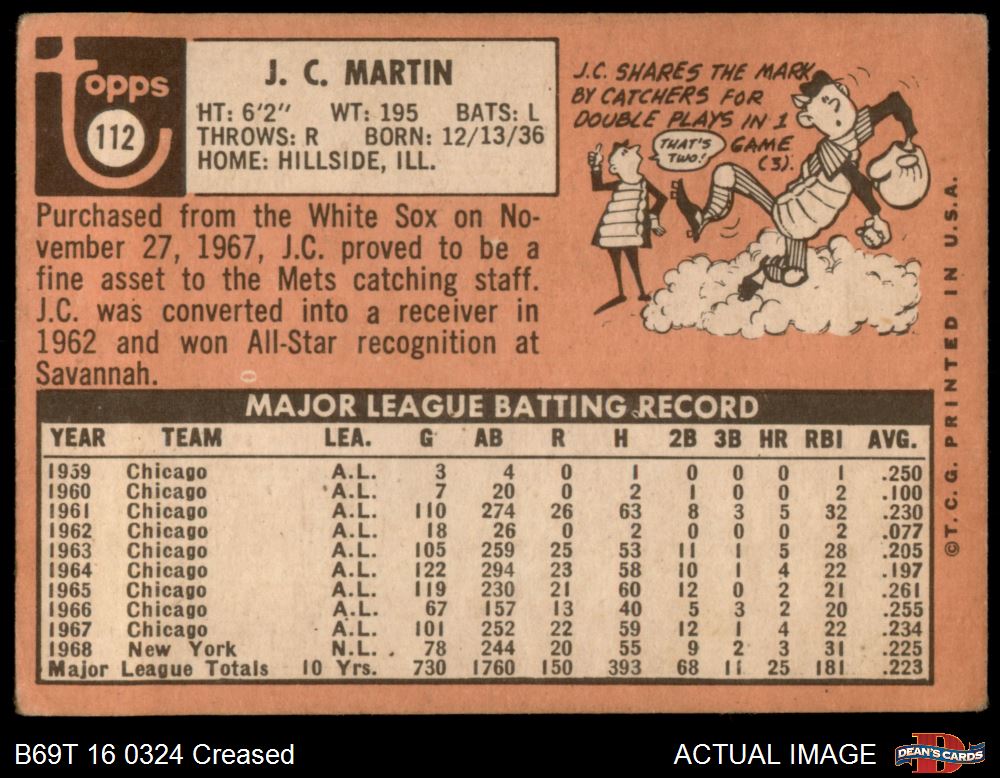 Topps
112
J. C. MARTIN
HT: 6'2" WT: 195 BATS: L
THROWS: R BORN: 12/13/36
HOME: HILLSIDE, ILL.
J.C. SHARES THE MARK
BY CATCHERS FOR
DOUBLE PLAYS IN 1
GAME
(3).
THAT'S
TWO!
Purchased from the White Sox on No-
vember 27, 1967, J.C. proved to be a
fine asset to the Mets catching staff.
J.C. was converted into a receiver in
1962 and won All-Star recognition at
Savannah.
MAJOR LEAGUE BATTING RECORD
YEAR TEAM LEA. G AB R H 2B 3B HR RBI AVG.
1959 Chicago A.L. 3 4 0 1 0 0 0 1 .250
1960 Chicago A.L. 7 20 0 2 1 0 0 2 .100
1961 Chicago A.L. 110 274 26 63 8 3 5 32 .230
1962 Chicago A.L. 18 26 0 2 0 0 0 2 .077
1963 Chicago A.L. 105 259 25 53 11 1 5 28 .205
1964 Chicago A.L. 122 294 23 58 10 1 4 22 .197
1965 Chicago A.L. 119 230 21 60 12 0 2 21 .261
1966 Chicago A.L. 67 157 13 40 5 3 2 20 .255
1967 Chicago A.L. 101 252 22 59 12 1 4 22 .234
1968 New York N.L. 78 244 20 55 9 2 3 31 .225
Major League Totals 10 Yrs. 730 1760 150 393 68 11 25 181 .223
©T.C.G. PRINTED IN U.S.A.
B69T 16 0324 Creased
ACTUAL IMAGE
DEAN'S CARDS